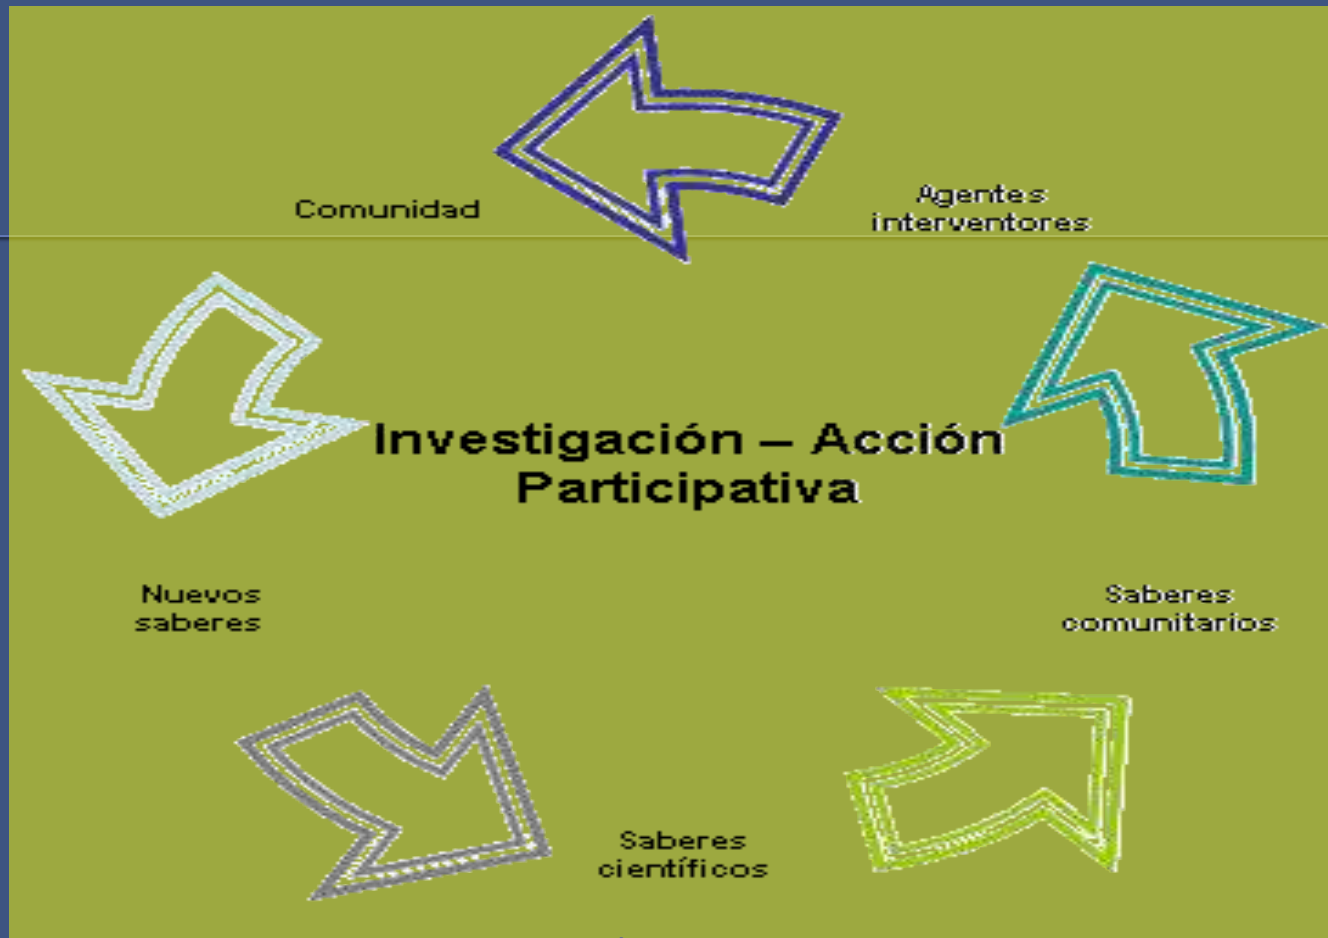 Comunidad
Agentes
interventores
Investigación – Acción
Participativa
Nuevos
saberes
Saberes
comunitarios
Saberes
científicos